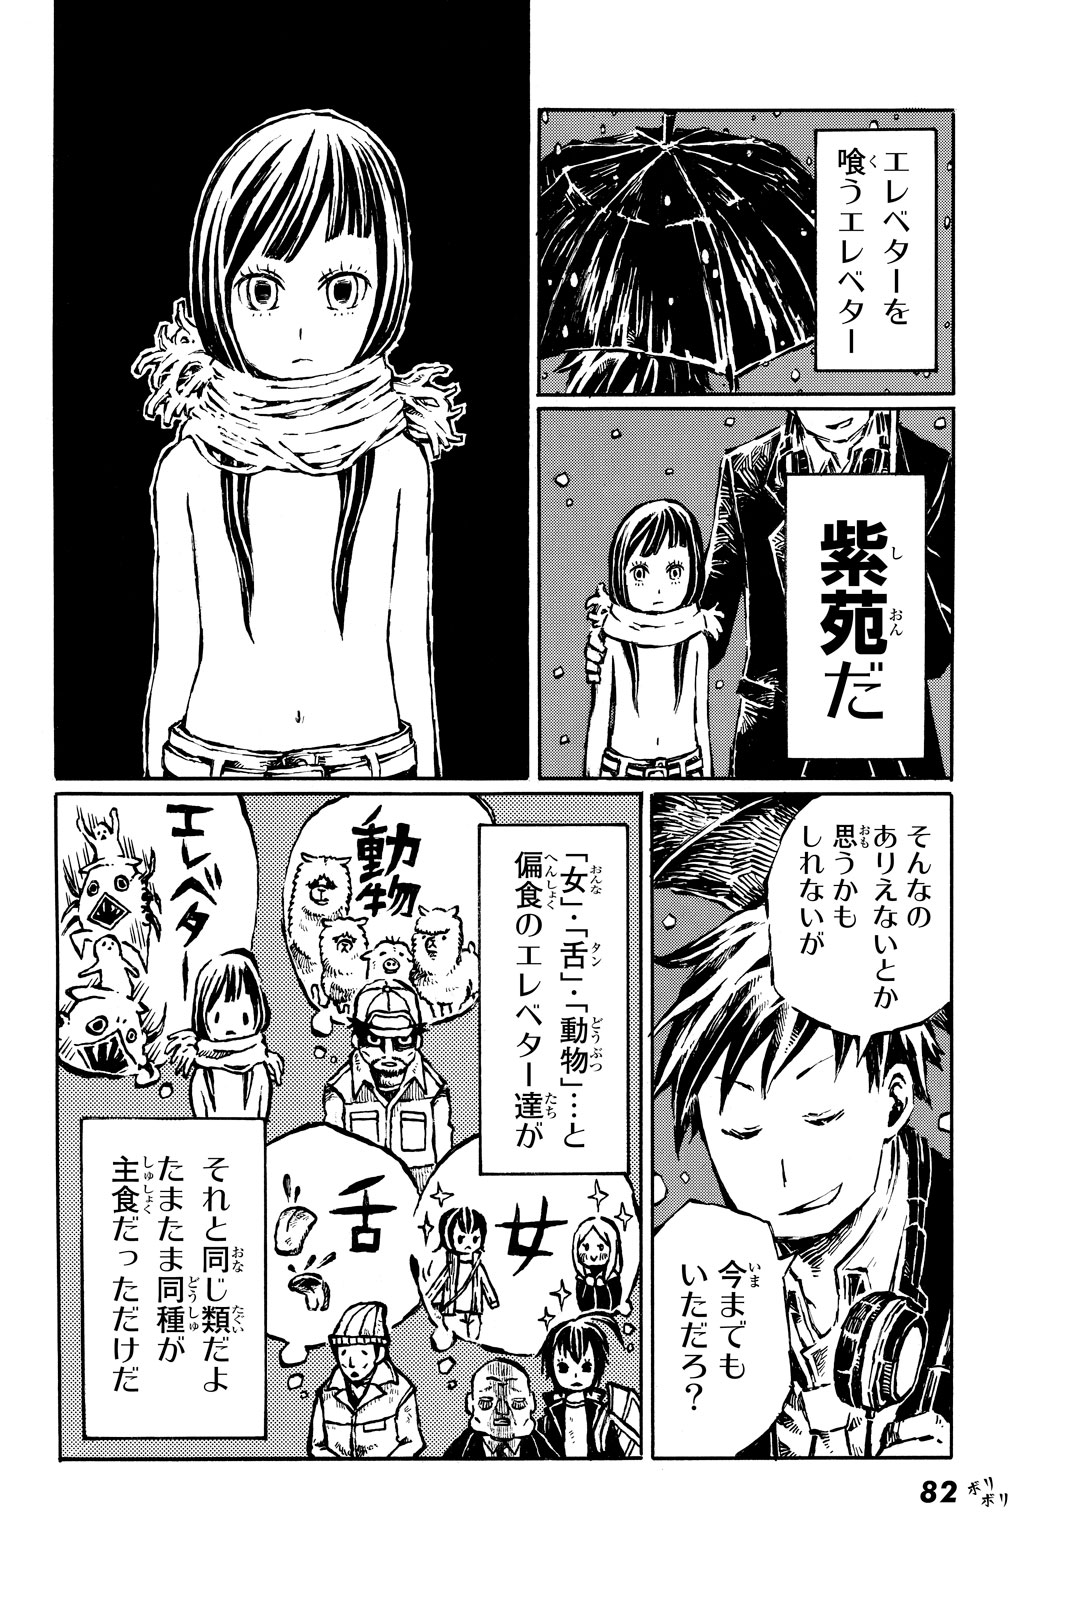 エレベターを
喰うエレベター
紫苑だ
そんなの
ありえないとか
思うかも
しれないが
今までも
いただろ？
「女」・「舌」・「動物」…と
偏食のエレベター達が
動物
エレベター
女
舌
それと同じ類だよ
たまたま同種が
主食だっただけだ
82 ボリボリ